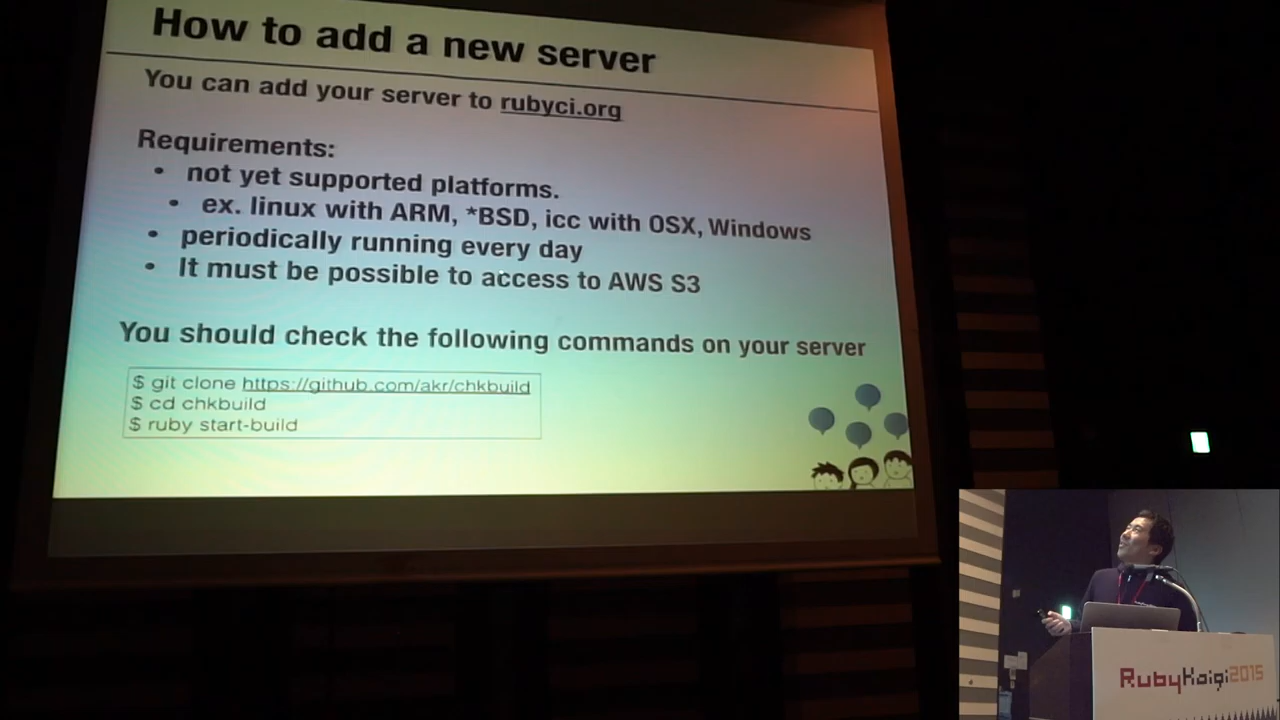 How to add a new server
You can add your server to rubyci.org
Requirements:
• not yet supported platforms.
• ex. linux with ARM, *BSD, icc with OSX, Windows
• periodically running every day
• It must be possible to access to AWS S3
You should check the following commands on your server
$ git clone https://github.com/akr/chkbuild
$ cd chkbuild
$ ruby start-build
RubyKaigi2015